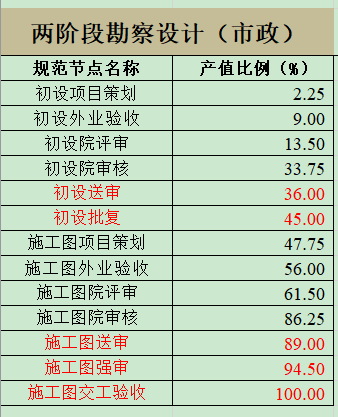 两阶段勘察设计（市政）
规范节点名称 产值比例（%）
初设项目策划 2.25
初设外业验收 9.00
初设院评审 13.50
初设院审核 33.75
初设送审 36.00
初设批复 45.00
施工图项目策划 47.75
施工图外业验收 56.00
施工图院评审 61.50
施工图院审核 86.25
施工图送审 89.00
施工图强审 94.50
施工图交工验收 100.00